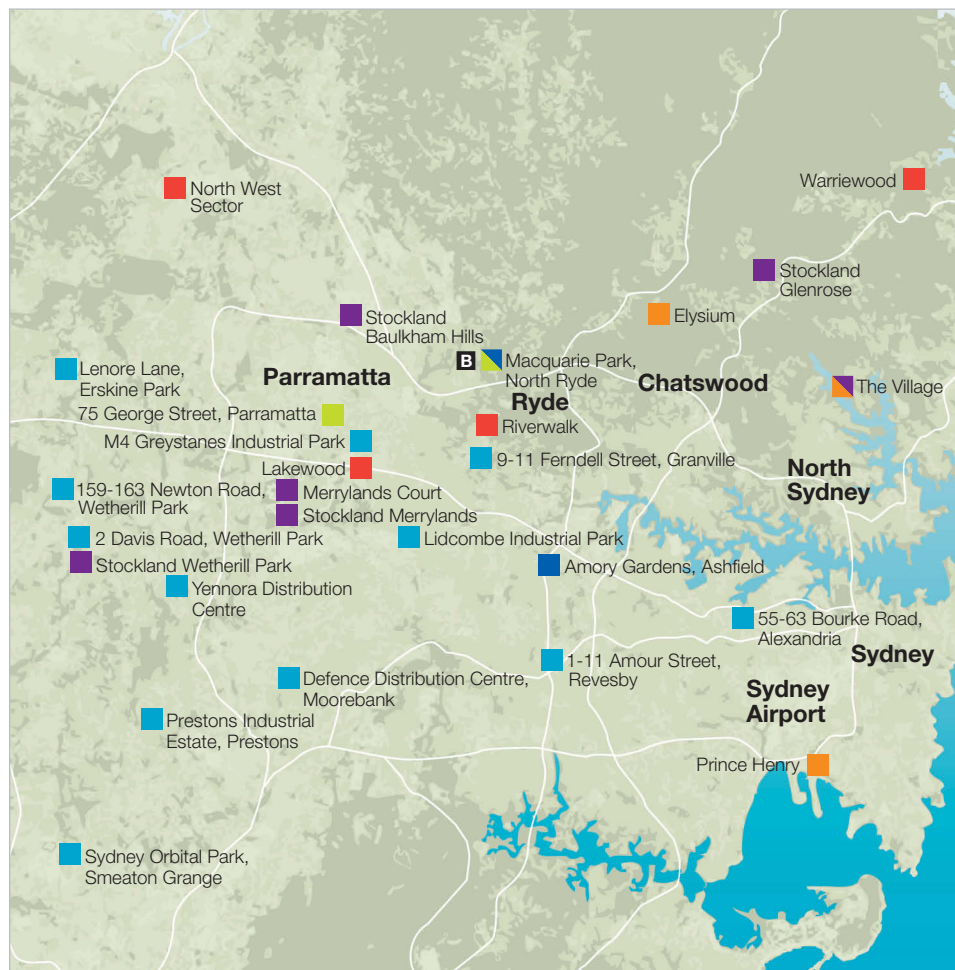 North West
Sector
Warriewood
Stockland
Glenrose
Stockland
Baulkham Hills
Elysium
Lenore Lane,
Erskine Park
Parramatta
B
Macquarie Park,
North Ryde
Ryde
Chatswood
The Village
75 George Street, Parramatta
Riverwalk
M4 Greystanes Industrial Park
Lakewood
9-11 Ferndell Street, Granville
North
Sydney
159-163 Newton Road,
Wetherill Park
Merrylands Court
Stockland Merrylands
2 Davis Road, Wetherill Park
Lidcombe Industrial Park
Stockland Wetherill Park
Amory Gardens, Ashfield
Yennora Distribution
Centre
55-63 Bourke Road,
Alexandria
Sydney
1-11 Amour Street,
Revesby
Defence Distribution Centre,
Moorebank
Sydney
Airport
Prestons Industrial
Estate, Prestons
Prince Henry
Sydney Orbital Park,
Smeaton Grange